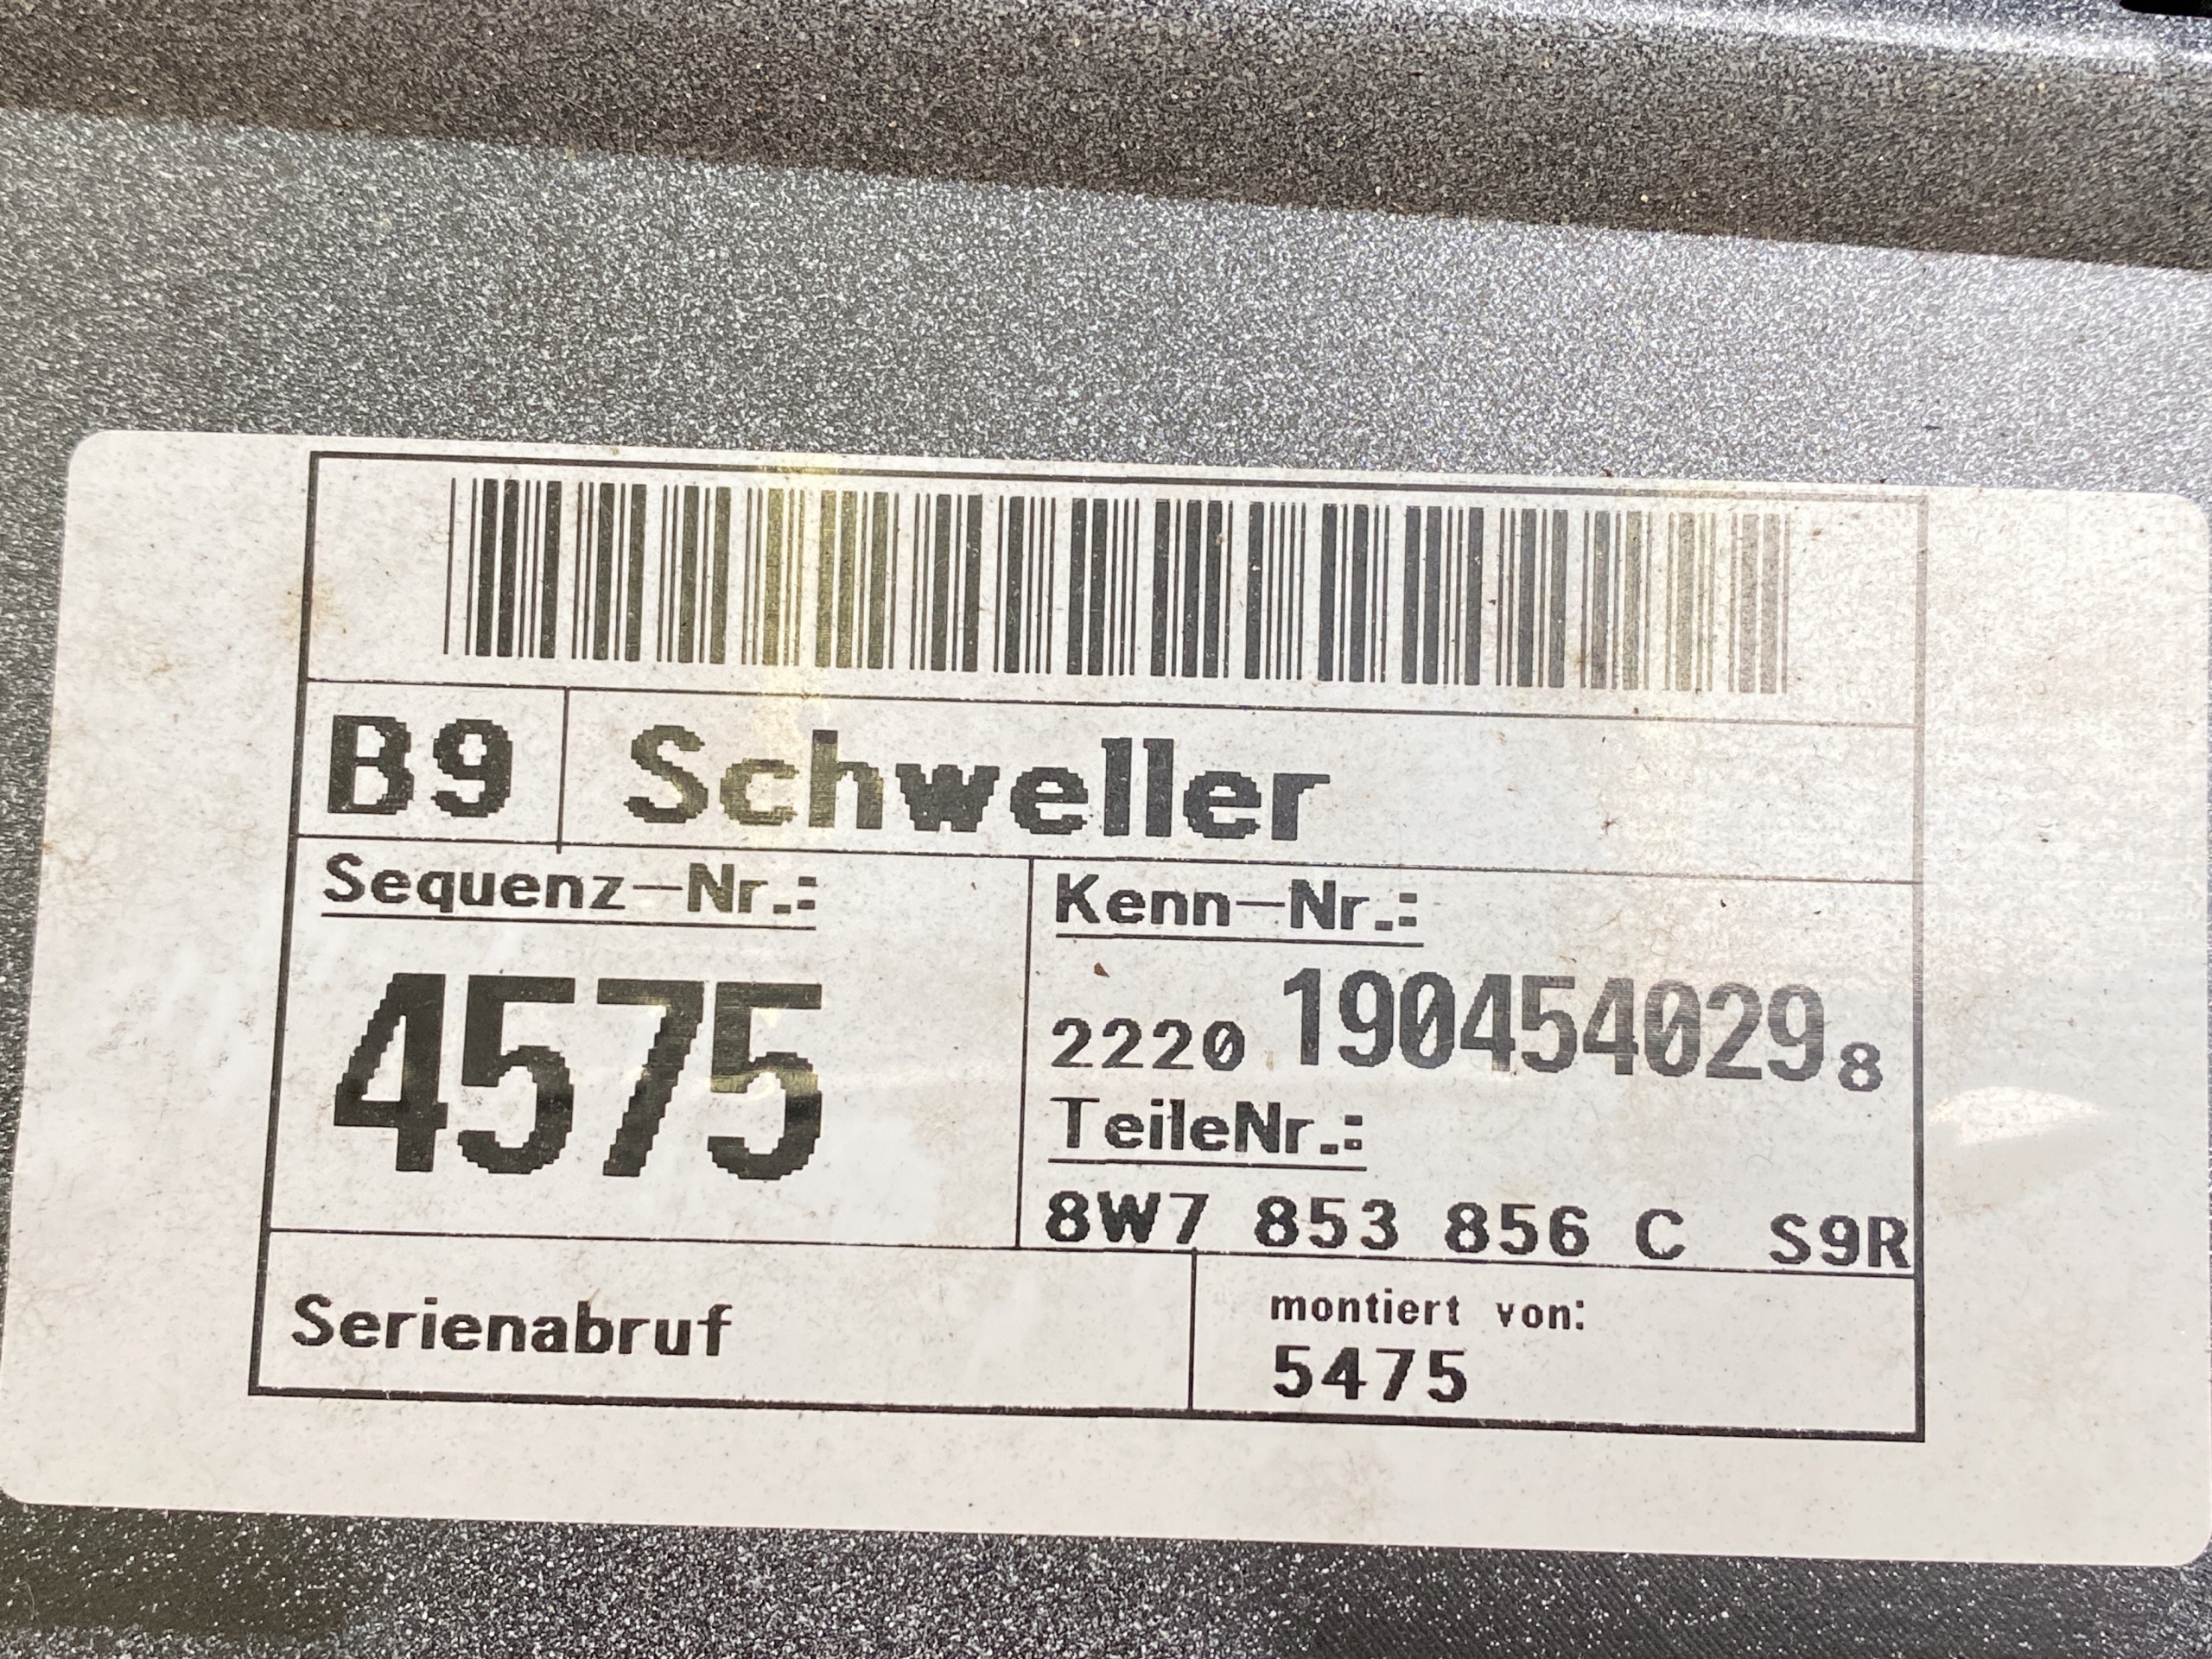 B9 Schweller
Sequenz-Nr.:
4575
Kenn-Nr.:
2220 190454029 8
TeileNr.:
8W7 853 856 C S9R
Serienabruf
montiert von:
5475